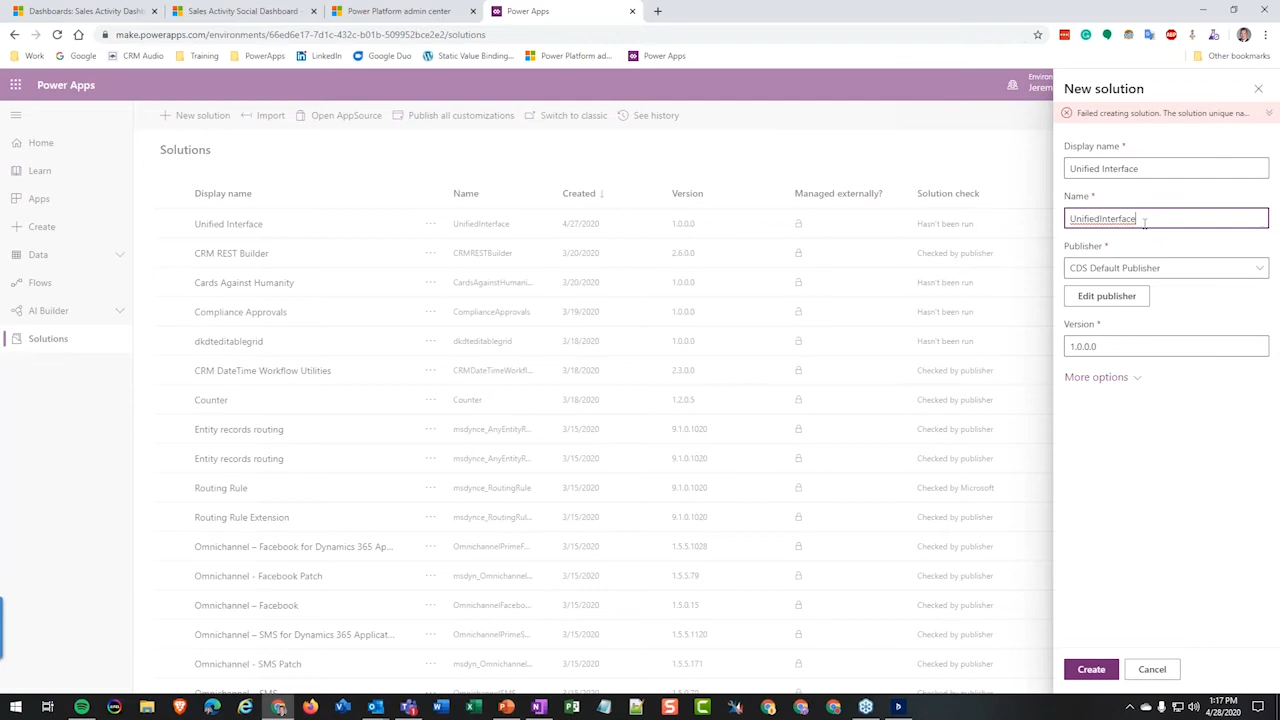 Dashboards: Sales Activity Dashb
Sales Activity Social Dashboard -
Power Platform admin center
Power Apps
make.powerapps.com/environments/66ed6e17-7d1c-432c-b01b-509952bce2e2/solutions
Work
Google
CRM Audio
Training
PowerApps
LinkedIn
Google Duo
Static Value Binding...
Power Platform ad...
Power Apps
Other bookmarks
Power Apps
Environ
Jerem
New solution
Import
Open AppSource
Publish all customizations
Switch to classic
See history
Home
Learn
Apps
Create
Data
Flows
AI Builder
Solutions
Solutions
Display name Name Created ↓ Version Managed externally? Solution check
Unified Interface ··· UnifiedInterface 4/27/2020 1.0.0.0 Hasn't been run
CRM REST Builder ··· CRMRESTBuilder 3/20/2020 2.6.0.0 Checked by publisher
Cards Against Humanity ··· CardsAgainstHumani... 3/20/2020 1.0.0.0 Hasn't been run
Compliance Approvals ··· ComplianceApprovals 3/19/2020 1.0.0.0 Hasn't been run
dkdteditablegrid ··· dkdteditablegrid 3/18/2020 1.0.0.0 Hasn't been run
CRM DateTime Workflow Utilities ··· CRMDateTimeWorkfl... 3/18/2020 2.3.0.0 Checked by publisher
Counter ··· Counter 3/18/2020 1.2.0.5 Checked by publisher
Entity records routing ··· msdynce_AnyEntityR... 3/15/2020 9.1.0.1020 Checked by publisher
Entity records routing ··· msdynce_AnyEntityR... 3/15/2020 9.1.0.1020 Checked by publisher
Routing Rule ··· msdynce_RoutingRule 3/15/2020 9.1.0.1020 Checked by Microsoft
Routing Rule Extension ··· msdynce_RoutingRul... 3/15/2020 9.1.0.1020 Checked by publisher
Omnichannel – Facebook for Dynamics 365 Ap... ··· OmnichannelPrimeF... 3/15/2020 1.5.5.1028 Checked by publisher
Omnichannel - Facebook Patch ··· msdyn_Omnichannel... 3/15/2020 1.5.5.79 Checked by publisher
Omnichannel – Facebook ··· OmnichannelFacebo... 3/15/2020 1.5.0.15 Checked by publisher
Omnichannel – SMS for Dynamics 365 Applicat... ··· OmnichannelPrimeS... 3/15/2020 1.5.5.1120 Checked by publisher
Omnichannel - SMS Patch ··· msdyn_Omnichannel... 3/15/2020 1.5.5.171 Checked by publisher
Omnichannel - SMS ··· OmnichannelSMS 3/15/2020 1.5.0.70 Checked by publisher
New solution
Failed creating solution. The solution unique na...
Display name *
Unified Interface
Name *
UnifiedInterface
Publisher *
CDS Default Publisher
Edit publisher
Version *
1.0.0.0
More options
Create
Cancel
1:17 PM
4/28/2020